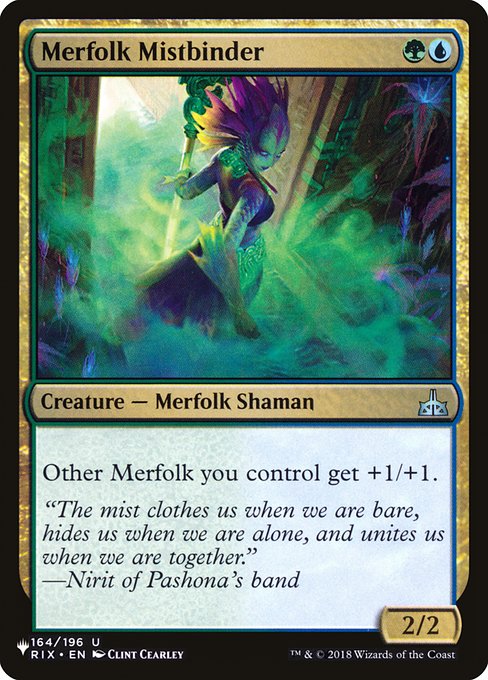 Merfolk Mistbinder
Creature — Merfolk Shaman
Other Merfolk you control get +1/+1.
“The mist clothes us when we are bare,
hides us when we are alone, and unites us
when we are together.”
—Nirit of Pashona’s band
2/2
164/196 U
RIX • EN Clint Cearley
™ & © 2018 Wizards of the Coast